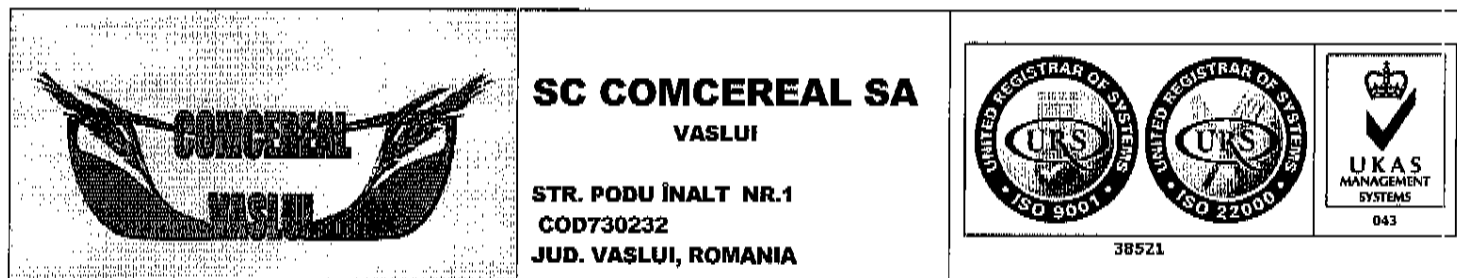 COMCEREAL
VASLUI
SC COMCEREAL SA
VASLUI
STR. PODU ÎNALT NR.1
COD730232
JUD. VASLUI, ROMANIA
UNITED REGISTRAR OF SYSTEMS
URS
ISO 9001
UNITED REGISTRAR OF SYSTEMS
URS
ISO 22000
UKAS
MANAGEMENT
SYSTEMS
043
38521